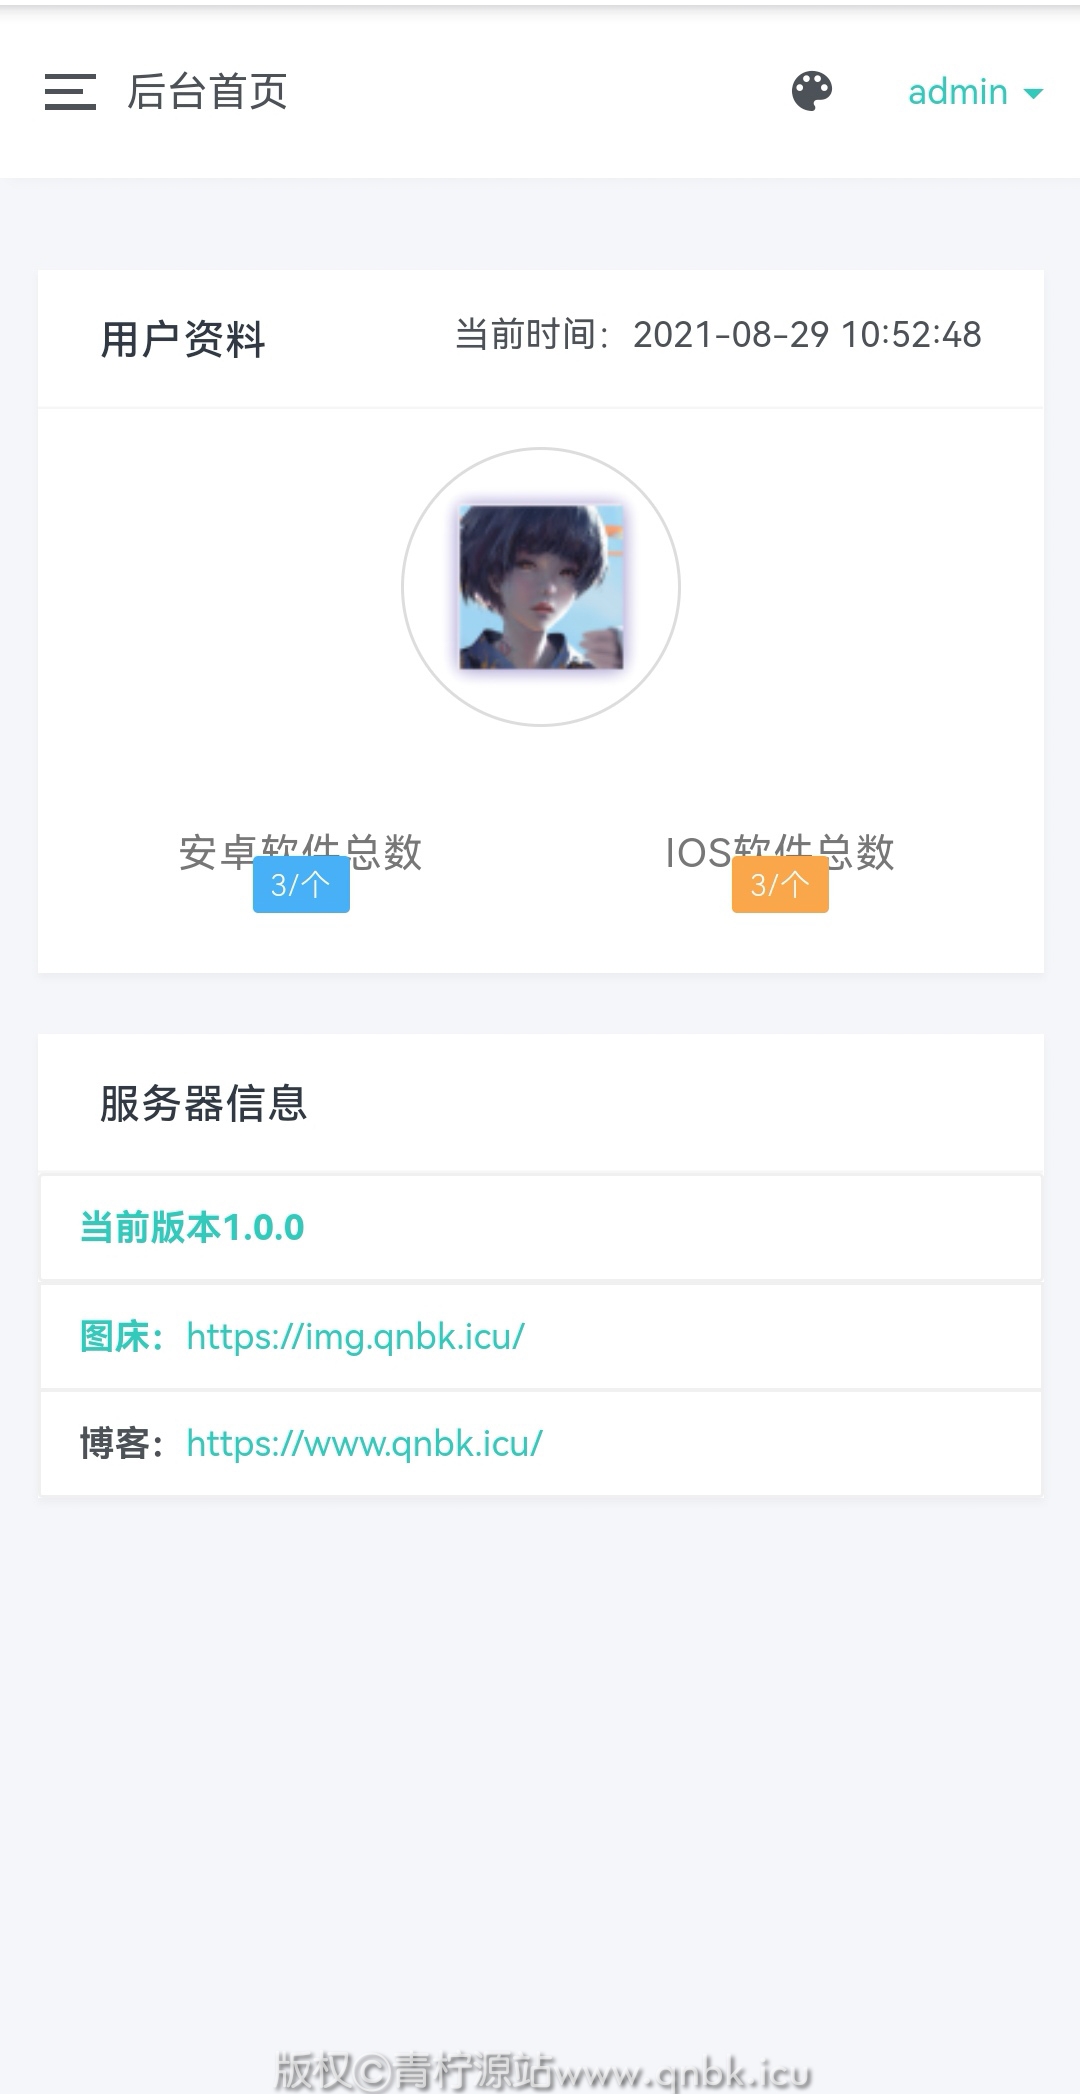 后台首页
admin
用户资料
当前时间：2021-08-29 10:52:48
安卓软件总数
3/个
IOS软件总数
3/个
服务器信息
当前版本1.0.0
图床：https://img.qnbk.icu/
博客：https://www.qnbk.icu/
版权©青柠源站www.qnbk.icu